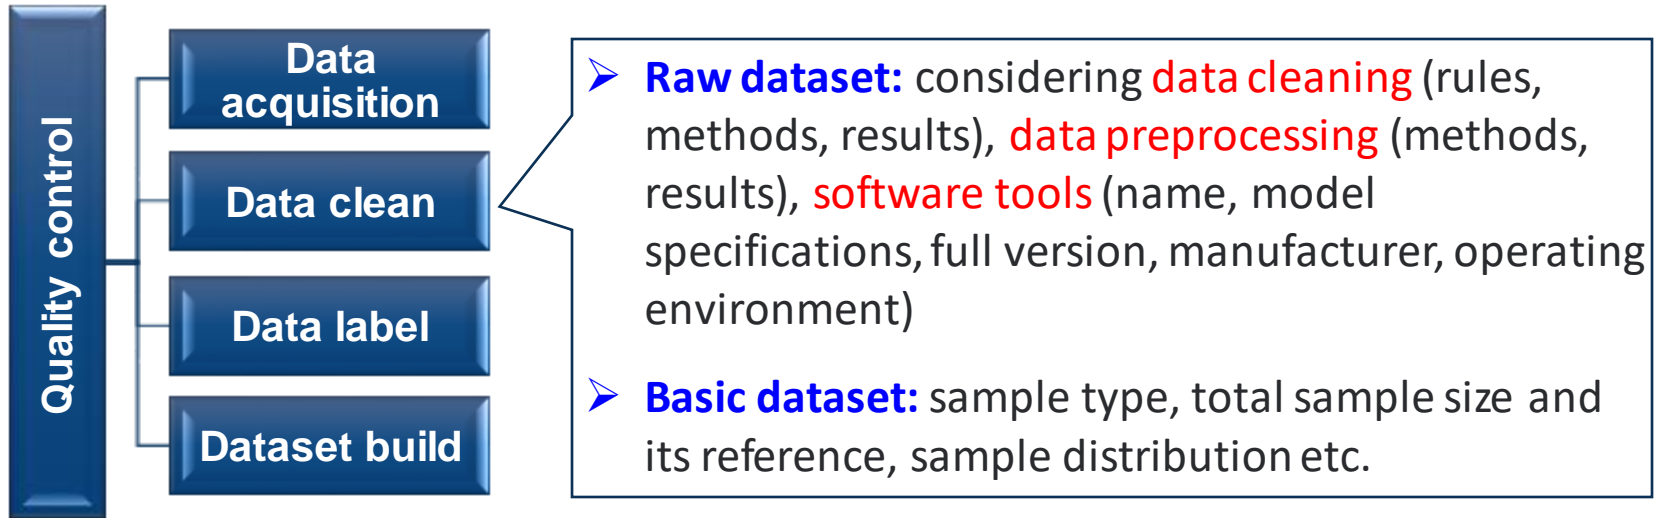 Quality control
Data
acquisition
Data clean
Data label
Dataset build
➢ Raw dataset: considering data cleaning (rules,
methods, results), data preprocessing (methods,
results), software tools (name, model
specifications, full version, manufacturer, operating
environment)
➢ Basic dataset: sample type, total sample size and
its reference, sample distribution etc.